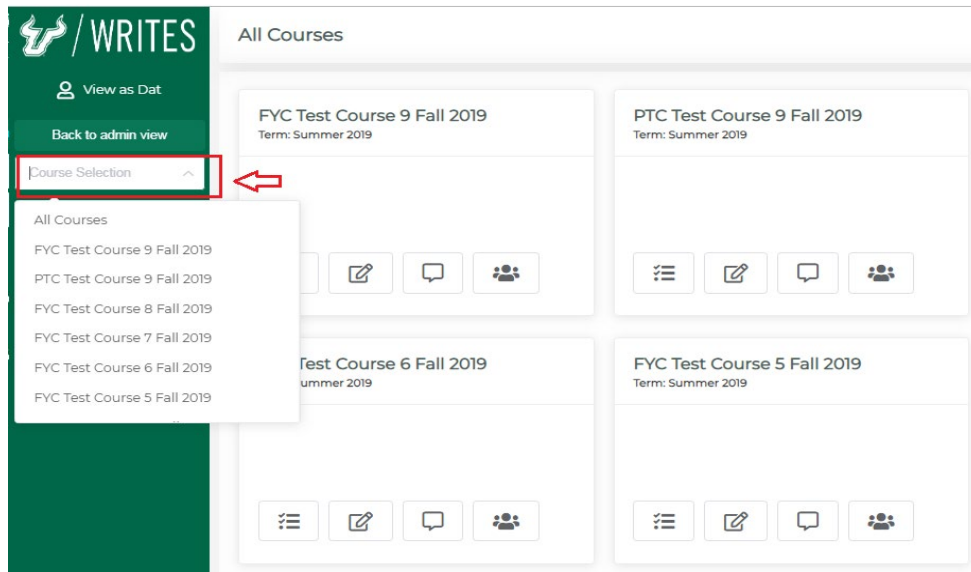 / WRITES
View as Dat
Back to admin view
Course Selection
All Courses
FYC Test Course 9 Fall 2019
PTC Test Course 9 Fall 2019
FYC Test Course 8 Fall 2019
FYC Test Course 7 Fall 2019
FYC Test Course 6 Fall 2019
FYC Test Course 5 Fall 2019
All Courses
FYC Test Course 9 Fall 2019
Term: Summer 2019
PTC Test Course 9 Fall 2019
Term: Summer 2019
Test Course 6 Fall 2019
ummer 2019
FYC Test Course 5 Fall 2019
Term: Summer 2019